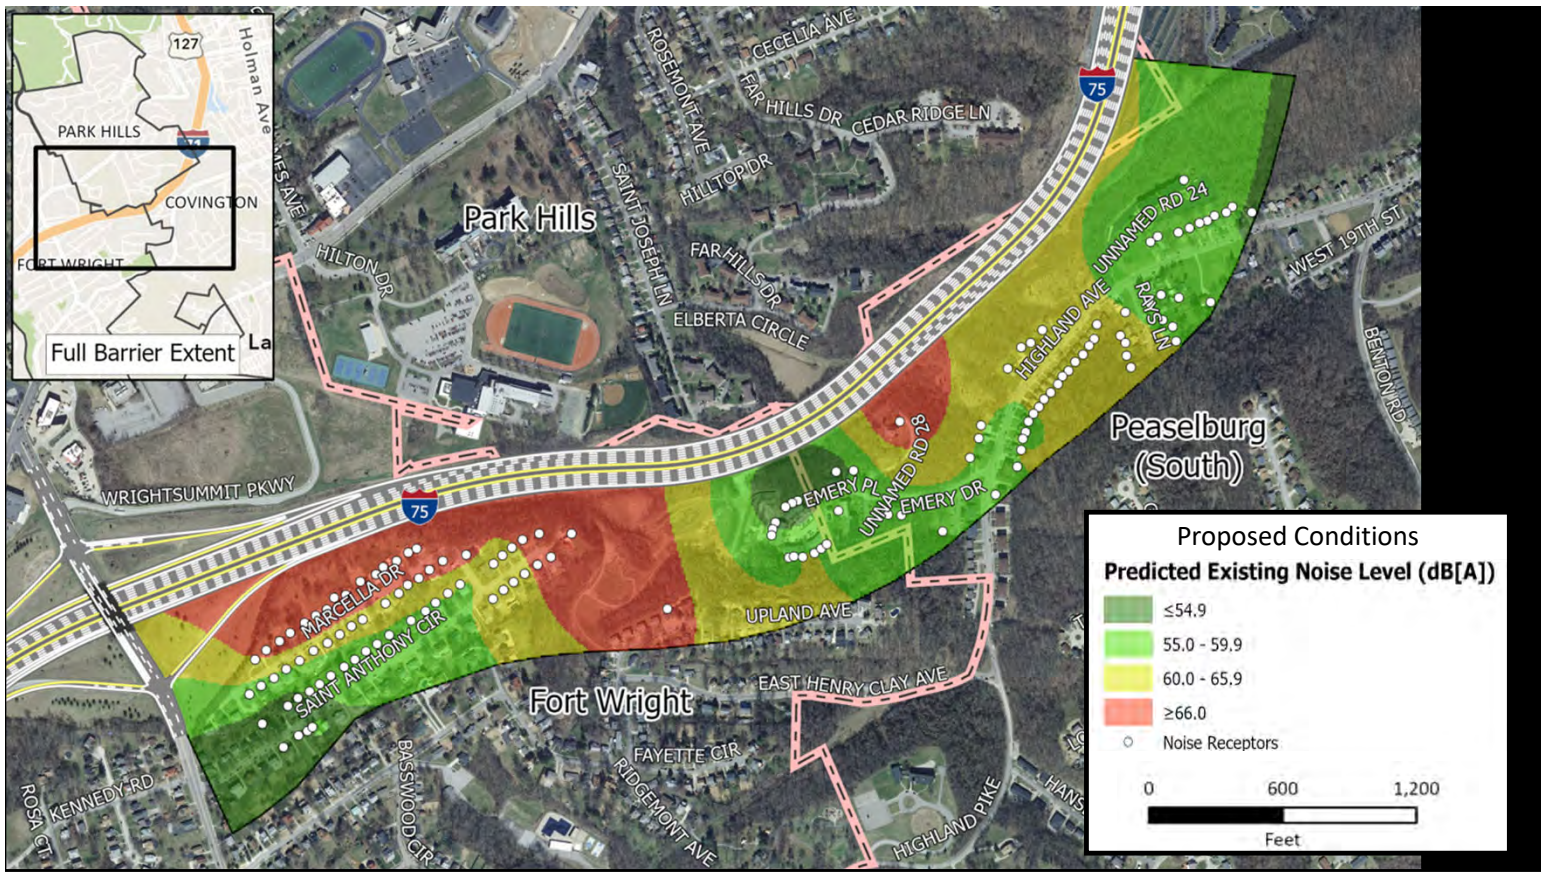 127
Holman Ave
PARK HILLS
71
COVINGTON
FORT WRIGHT
Full Barrier Extent
La
CECELIA AVE
ROSEMONT AVE
75
FAR HILLS DR
CEDAR RIDGE LN
HILLTOP DR
SAINT JOSEPH LN
Park Hills
UNNAMED RD 24
WEST 19TH ST
HILTON DR
FAR HILLS DR
ELBERTA CIRCLE
HIGHLAND AVE
RAYS LN
BENTON RD
Peaselburg
(South)
WRIGHTSUMMIT PKWY
75
EMERY PL
UNNAMED RD 28
EMERY DR
MARCELLA DR
SAINT ANTHONY CIR
UPLAND AVE
Fort Wright
EAST HENRY CLAY AVE
FAYETTE CIR
RIDGEMONT AVE
BASSWOOD CIR
KENNEDY RD
ROSA CT
HIGHLAND PIKE
HANS
Proposed Conditions
Predicted Existing Noise Level (dB[A])
≤54.9
55.0 - 59.9
60.0 - 65.9
≥66.0
Noise Receptors
0 600 1,200
Feet